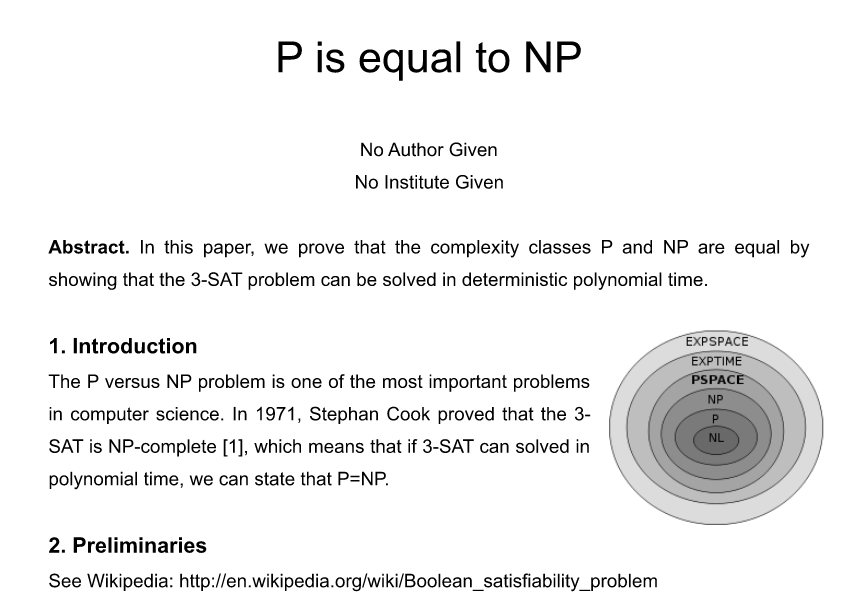 P is equal to NP
No Author Given
No Institute Given
Abstract. In this paper, we prove that the complexity classes P and NP are equal by
showing that the 3-SAT problem can be solved in deterministic polynomial time.
1. Introduction
The P versus NP problem is one of the most important problems
in computer science. In 1971, Stephan Cook proved that the 3-
SAT is NP-complete [1], which means that if 3-SAT can solved in
polynomial time, we can state that P=NP.
EXPSPACE
EXPTIME
PSPACE
NP
P
NL
2. Preliminaries
See Wikipedia: http://en.wikipedia.org/wiki/Boolean_satisfiability_problem